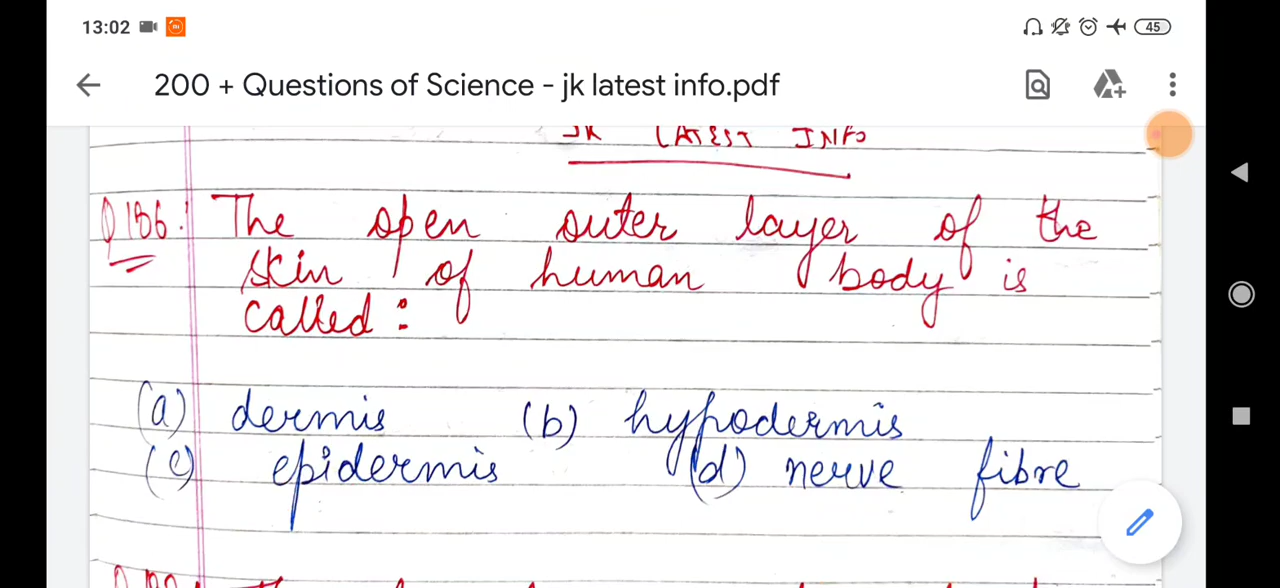 13:02
45
200 + Questions of Science - jk latest info.pdf
JK LATEST INFO
Q186. The open outer layer of the
skin of human body is
called :
(a) dermis (b) hypodermis
(c) epidermis (d) nerve fibre